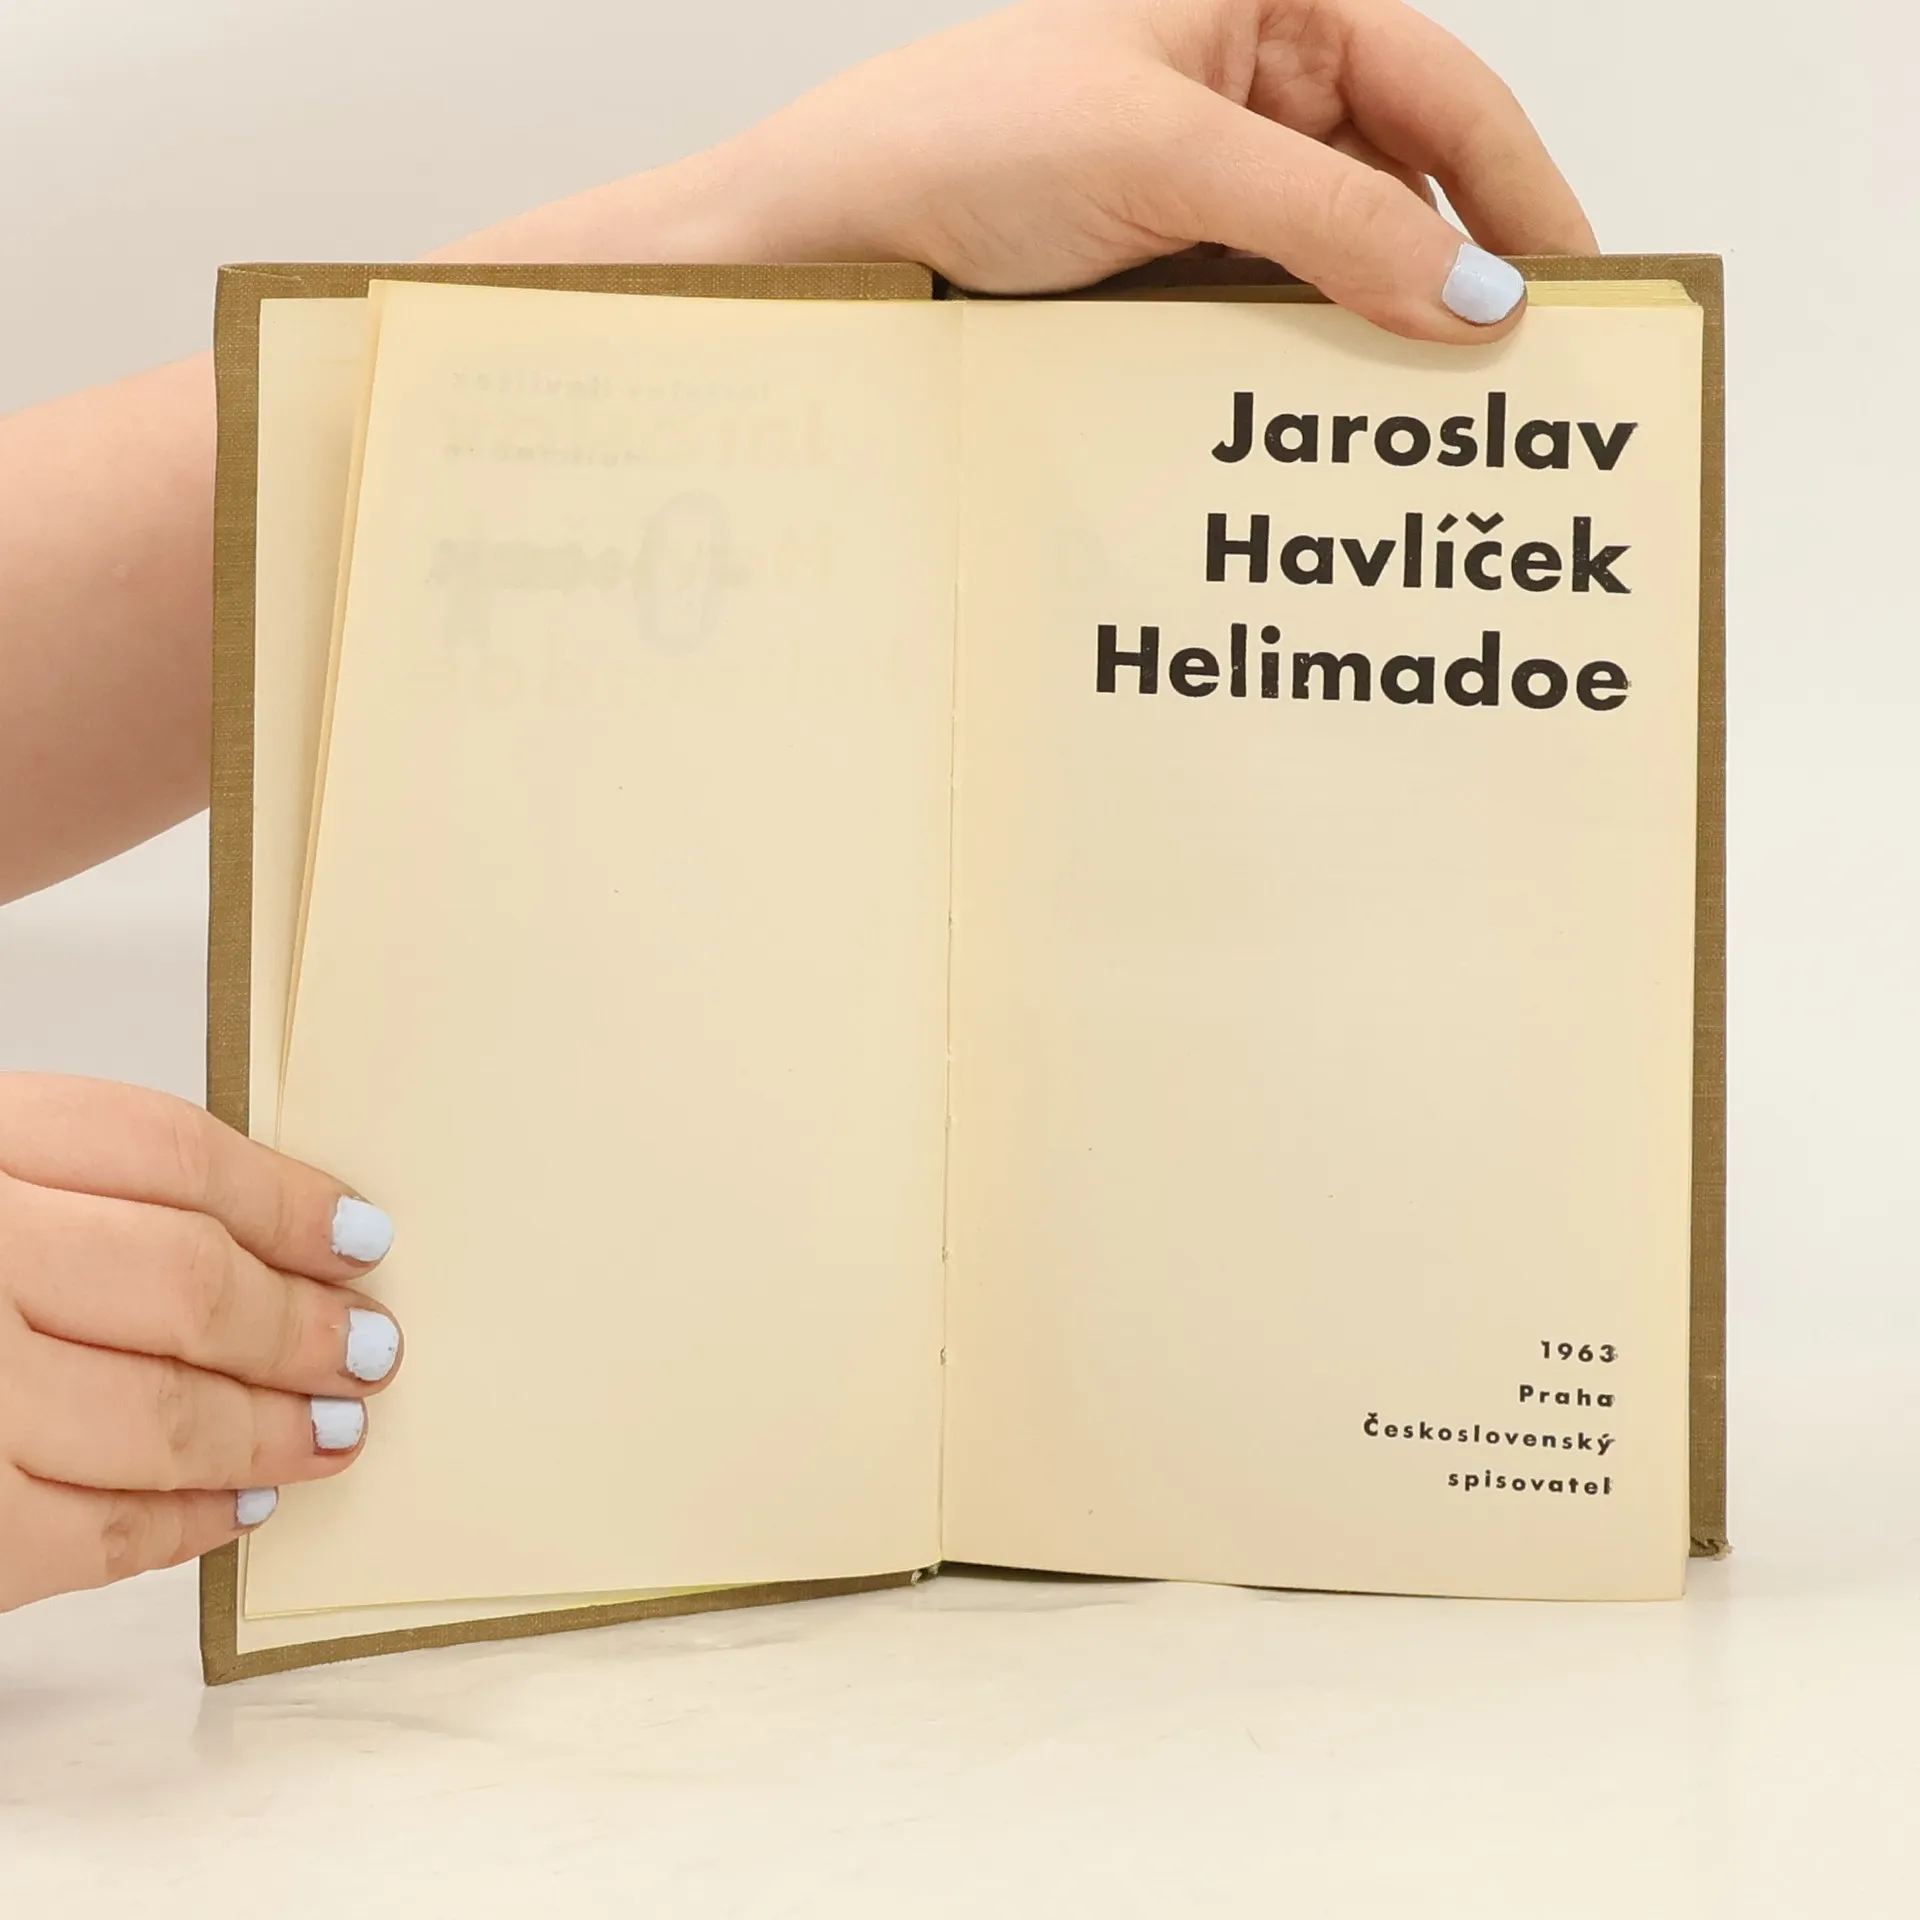 Jaroslav
Havlíček
Helimadoe
1963
Praha
Československý
spisovatel